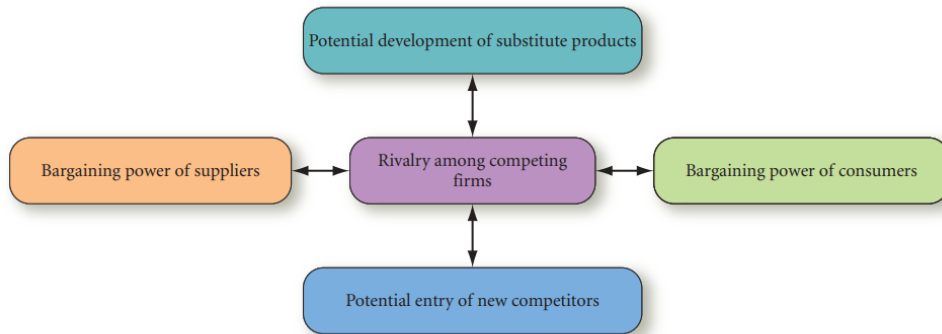 Potential development of substitute products
Bargaining power of suppliers
Rivalry among competing
firms
Bargaining power of consumers
Potential entry of new competitors